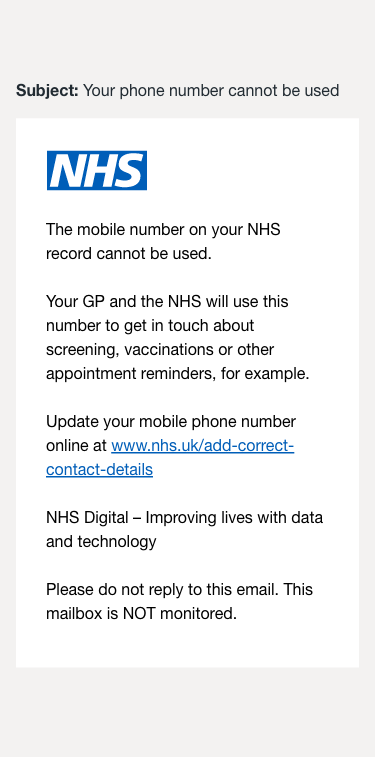 Subject: Your phone number cannot be used
NHS
The mobile number on your NHS
record cannot be used.
Your GP and the NHS will use this
number to get in touch about
screening, vaccinations or other
appointment reminders, for example.
Update your mobile phone number
online at www.nhs.uk/add-correct-
contact-details
NHS Digital – Improving lives with data
and technology
Please do not reply to this email. This
mailbox is NOT monitored.